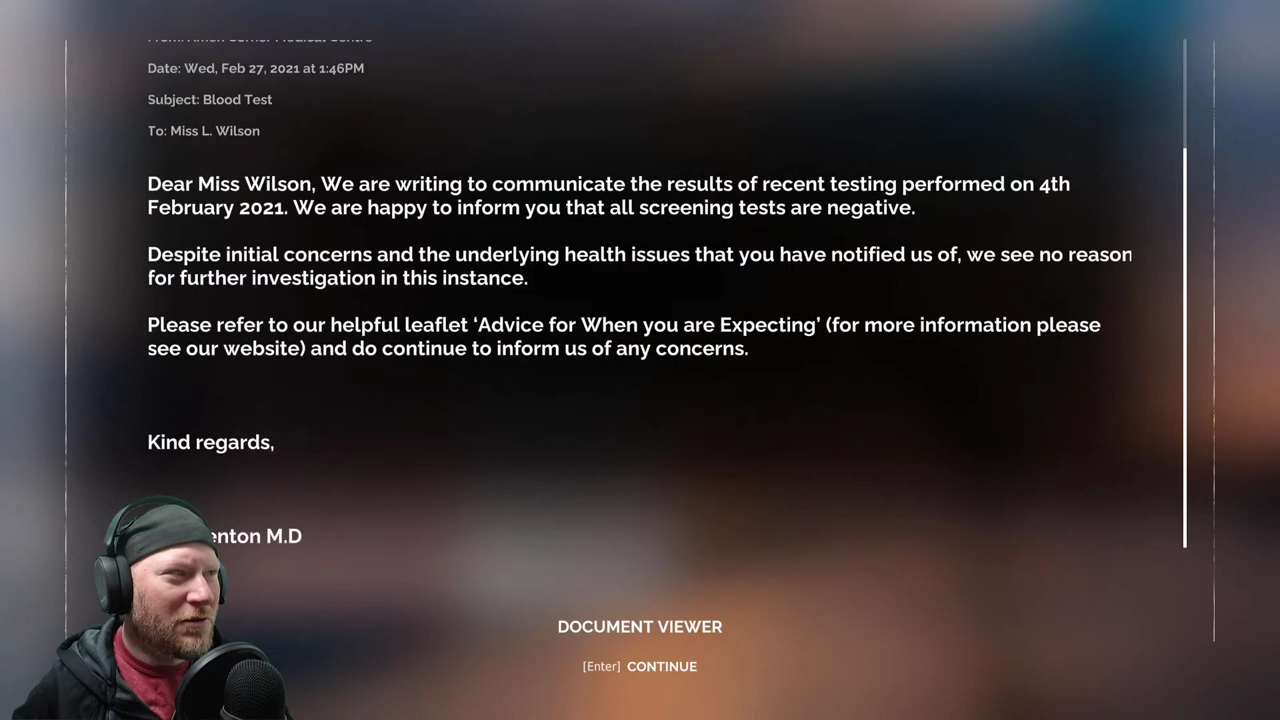 Date: Wed, Feb 27, 2021 at 1:46PM
Subject: Blood Test
To: Miss L. Wilson
Dear Miss Wilson, We are writing to communicate the results of recent testing performed on 4th
February 2021. We are happy to inform you that all screening tests are negative.
Despite initial concerns and the underlying health issues that you have notified us of, we see no reason
for further investigation in this instance.
Please refer to our helpful leaflet ‘Advice for When you are Expecting’ (for more information please
see our website) and do continue to inform us of any concerns.
Kind regards,
M.D
DOCUMENT VIEWER
[Enter] CONTINUE